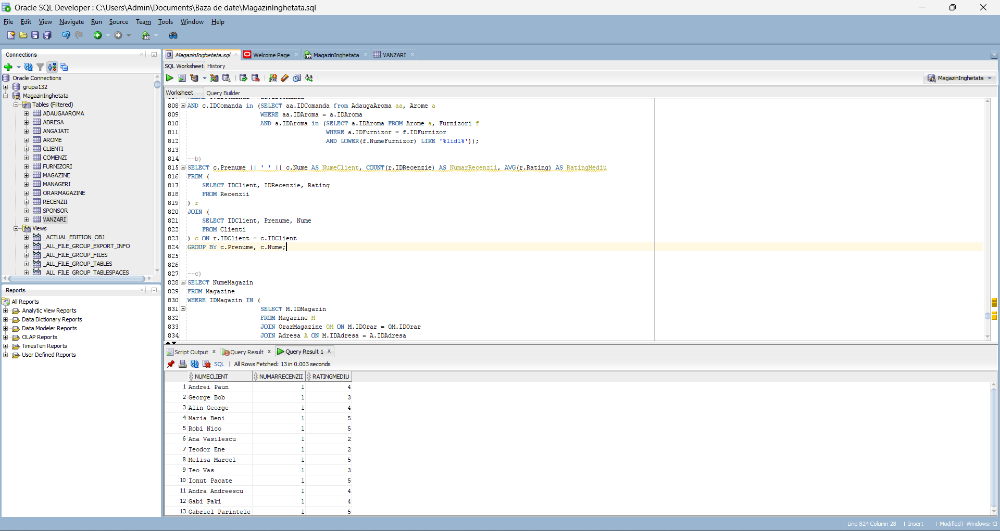 Oracle SQL Developer : C:\Users\Admin\Documents\Baza de date\MagazinInghetata.sql
File Edit View Navigate Run Source Team Tools Window Help
Connections
Oracle Connections
grupa132
MagazinInghetata
Tables (Filtered)
ADAUGAAROMA
ADRESA
ANGAJATI
AROME
CLIENTI
COMENZI
FURNIZORI
MAGAZINE
MANAGERI
ORARMAGAZINE
RECENZII
SPONSOR
VANZARI
Views
_ACTUAL_EDITION_OBJ
_ALL_FILE_GROUP_EXPORT_INFO
_ALL_FILE_GROUP_FILES
_ALL_FILE_GROUP_TABLES
_ALL_FILE_GROUP_TABLESPACES
Reports
All Reports
Analytic View Reports
Data Dictionary Reports
Data Modeler Reports
OLAP Reports
TimesTen Reports
User Defined Reports
MagazinInghetata.sql Welcome Page MagazinInghetata VANZARI
SQL Worksheet History
MagazinInghetata
Worksheet Query Builder
808 AND c.IDComanda in (SELECT aa.IDComanda from AdaugaAroma aa, Arome a
809 WHERE aa.IDAroma = a.IDAroma
810 AND a.IDAroma in (SELECT a.IDAroma FROM Arome a, Furnizori f
811 WHERE a.IDFurnizor = f.IDFurnizor
812 AND LOWER(f.NumeFurnizor) LIKE '%lidl%'));
813
814 --b)
815 SELECT c.Prenume || ' ' || c.Nume AS NumeClient, COUNT(r.IDRecenzie) AS NumarRecenzii, AVG(r.Rating) AS RatingMediu
816 FROM (
817 SELECT IDClient, IDRecenzie, Rating
818 FROM Recenzii
819 ) r
820 JOIN (
821 SELECT IDClient, Prenume, Nume
822 FROM Clienti
823 ) c ON r.IDClient = c.IDClient
824 GROUP BY c.Prenume, c.Nume;
825
826
827 --c)
828 SELECT NumeMagazin
829 FROM Magazine
830 WHERE IDMagazin IN (
831 SELECT M.IDMagazin
832 FROM Magazine M
833 JOIN OrarMagazine OM ON M.IDOrar = OM.IDOrar
834 JOIN Adresa A ON M.IDAdresa = A.IDAdresa
Script Output Query Result Query Result 1
SQL All Rows Fetched: 13 in 0.003 seconds
NUMECLIENT NUMARRECENZII RATINGMEDIU
1 Andrei Paun 1 4
2 George Bob 1 3
3 Alin George 1 4
4 Maria Beni 1 5
5 Robi Nico 1 5
6 Ana Vasilescu 1 2
7 Teodor Ene 1 2
8 Melisa Marcel 1 5
9 Teo Vas 1 3
10 Ionut Pacate 1 5
11 Andra Andreescu 1 4
12 Gabi Paki 1 4
13 Gabriel Parintele 1 5
Line 824 Column 28 Insert Modified Windows: CF